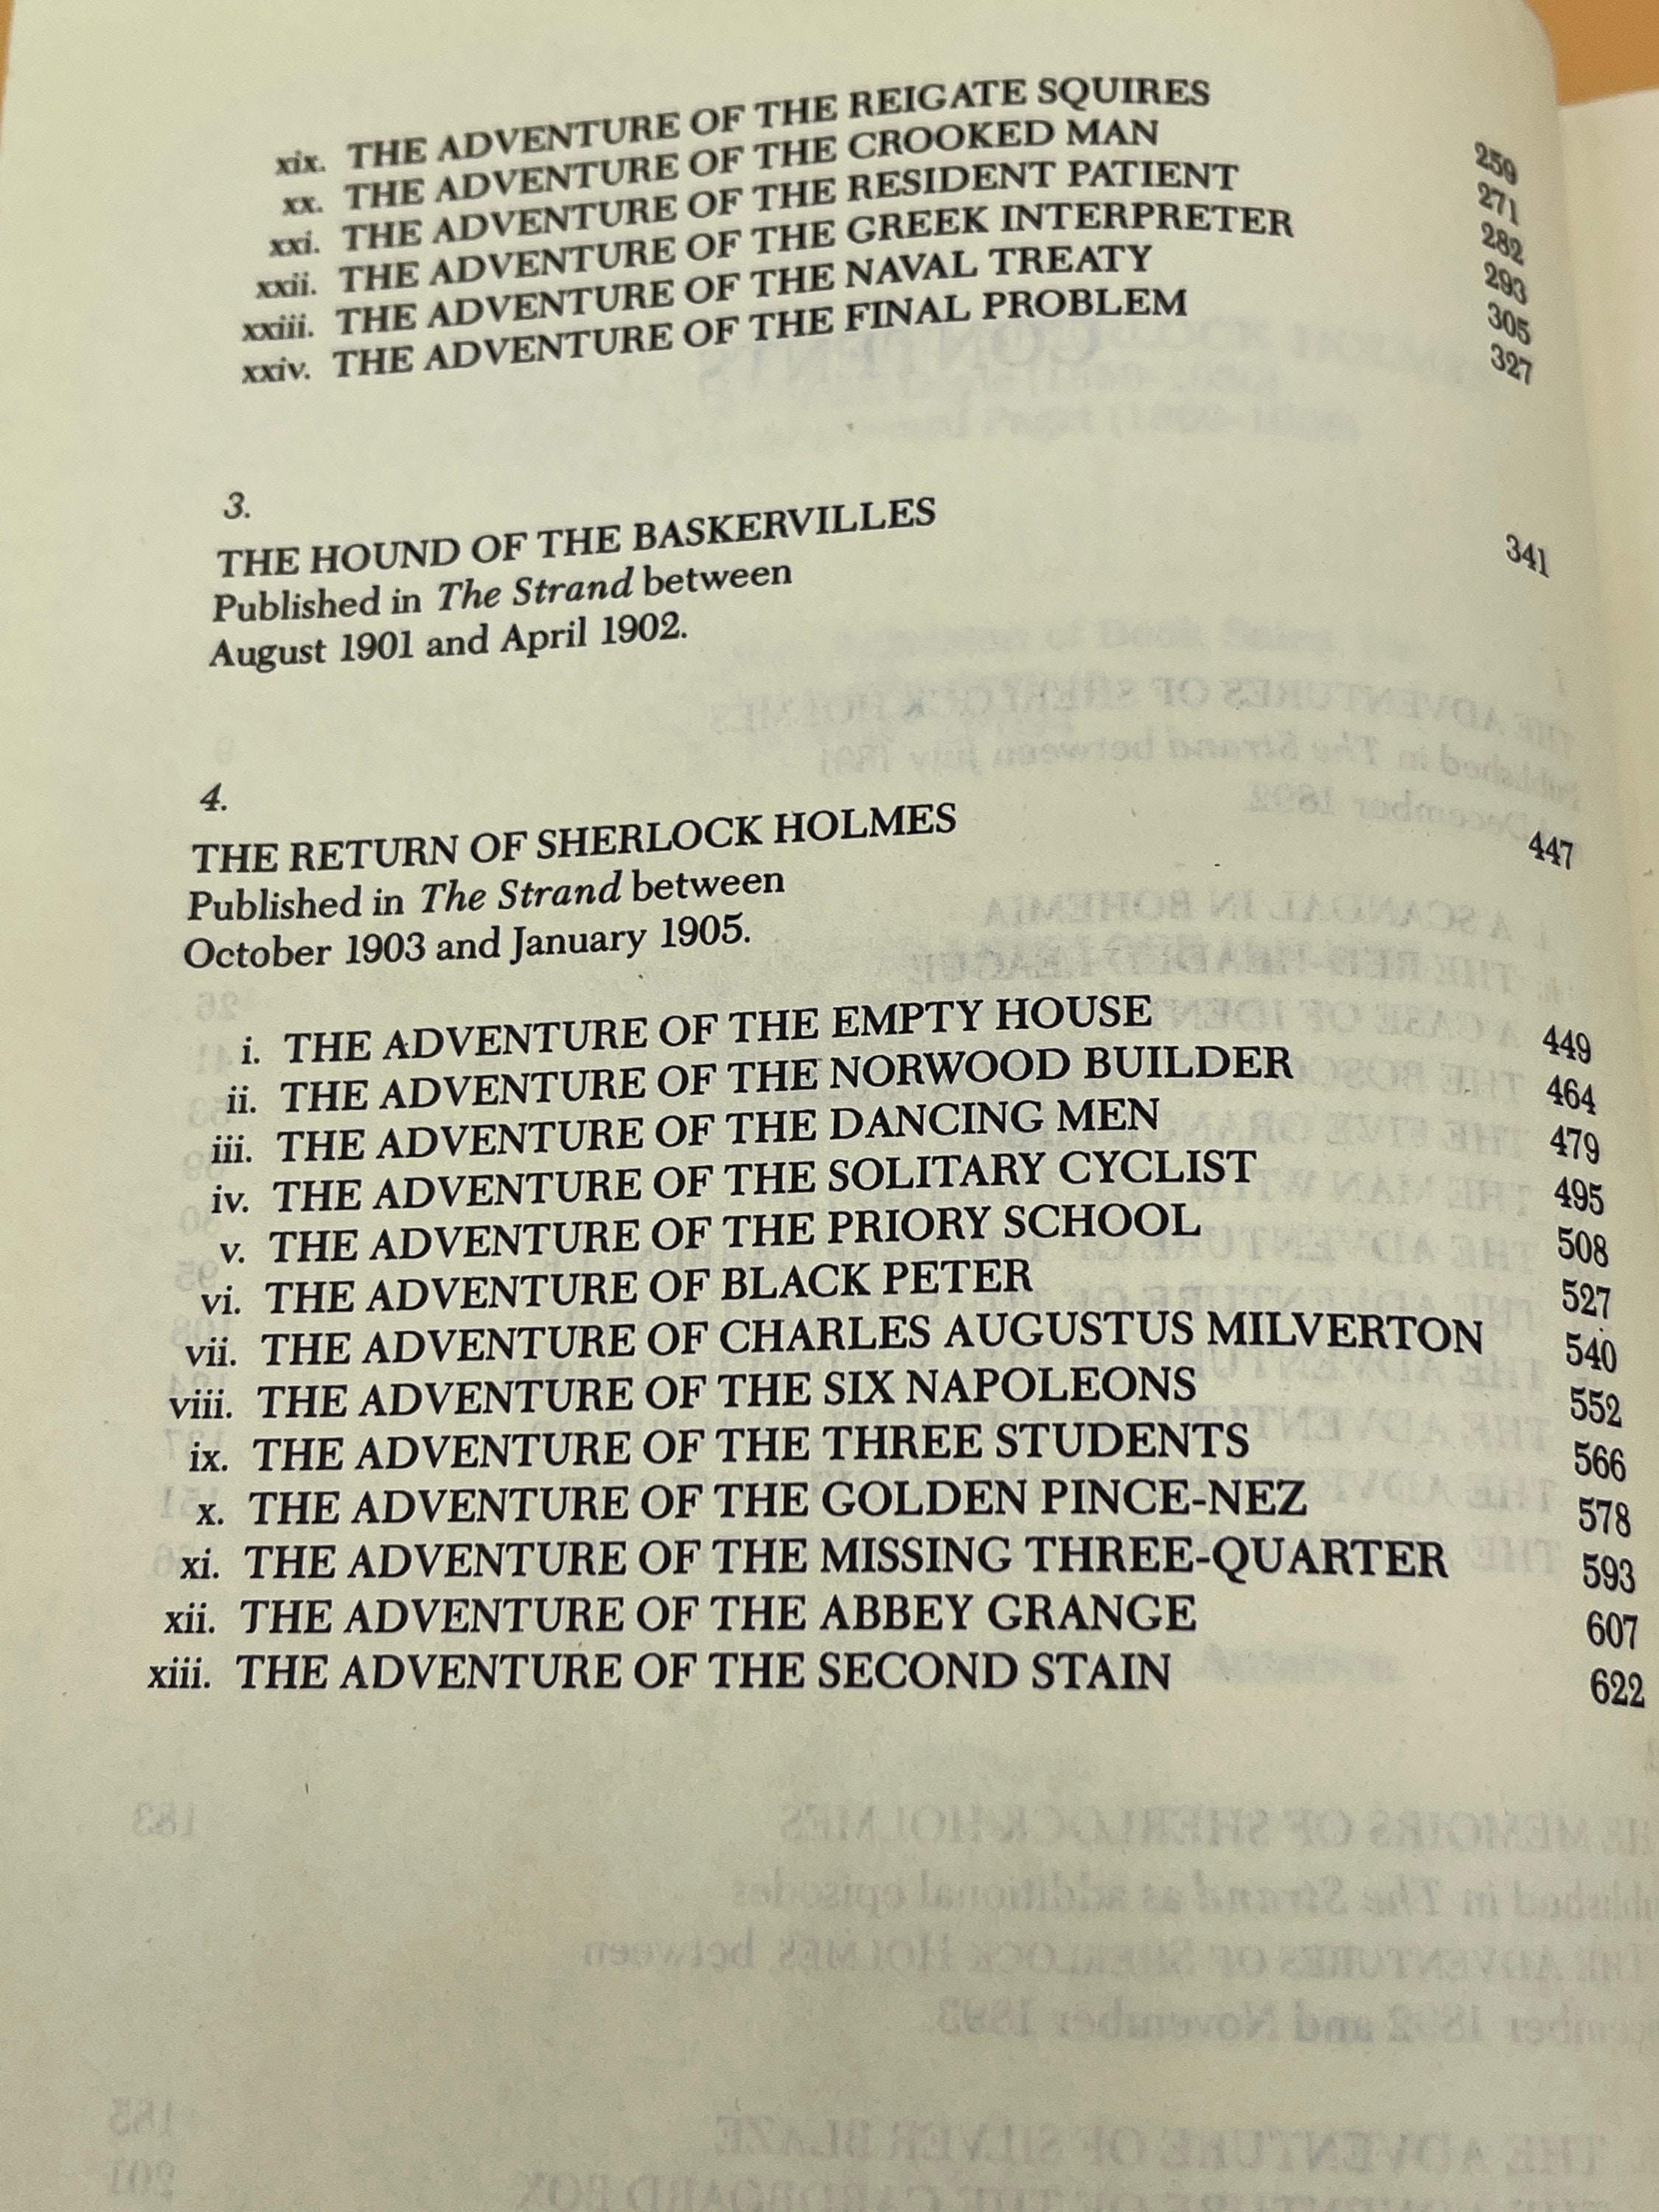 xix. THE ADVENTURE OF THE REIGATE SQUIRES 259
xx. THE ADVENTURE OF THE CROOKED MAN 271
xxi. THE ADVENTURE OF THE RESIDENT PATIENT 282
xxii. THE ADVENTURE OF THE GREEK INTERPRETER 293
xxiii. THE ADVENTURE OF THE NAVAL TREATY 305
xxiv. THE ADVENTURE OF THE FINAL PROBLEM 327
3.
THE HOUND OF THE BASKERVILLES 341
Published in The Strand between
August 1901 and April 1902.
4.
THE RETURN OF SHERLOCK HOLMES 447
Published in The Strand between
October 1903 and January 1905.
i. THE ADVENTURE OF THE EMPTY HOUSE 449
ii. THE ADVENTURE OF THE NORWOOD BUILDER 464
iii. THE ADVENTURE OF THE DANCING MEN 479
iv. THE ADVENTURE OF THE SOLITARY CYCLIST 495
v. THE ADVENTURE OF THE PRIORY SCHOOL 508
vi. THE ADVENTURE OF BLACK PETER 527
vii. THE ADVENTURE OF CHARLES AUGUSTUS MILVERTON 540
viii. THE ADVENTURE OF THE SIX NAPOLEONS 552
ix. THE ADVENTURE OF THE THREE STUDENTS 566
x. THE ADVENTURE OF THE GOLDEN PINCE-NEZ 578
xi. THE ADVENTURE OF THE MISSING THREE-QUARTER 593
xii. THE ADVENTURE OF THE ABBEY GRANGE 607
xiii. THE ADVENTURE OF THE SECOND STAIN 622